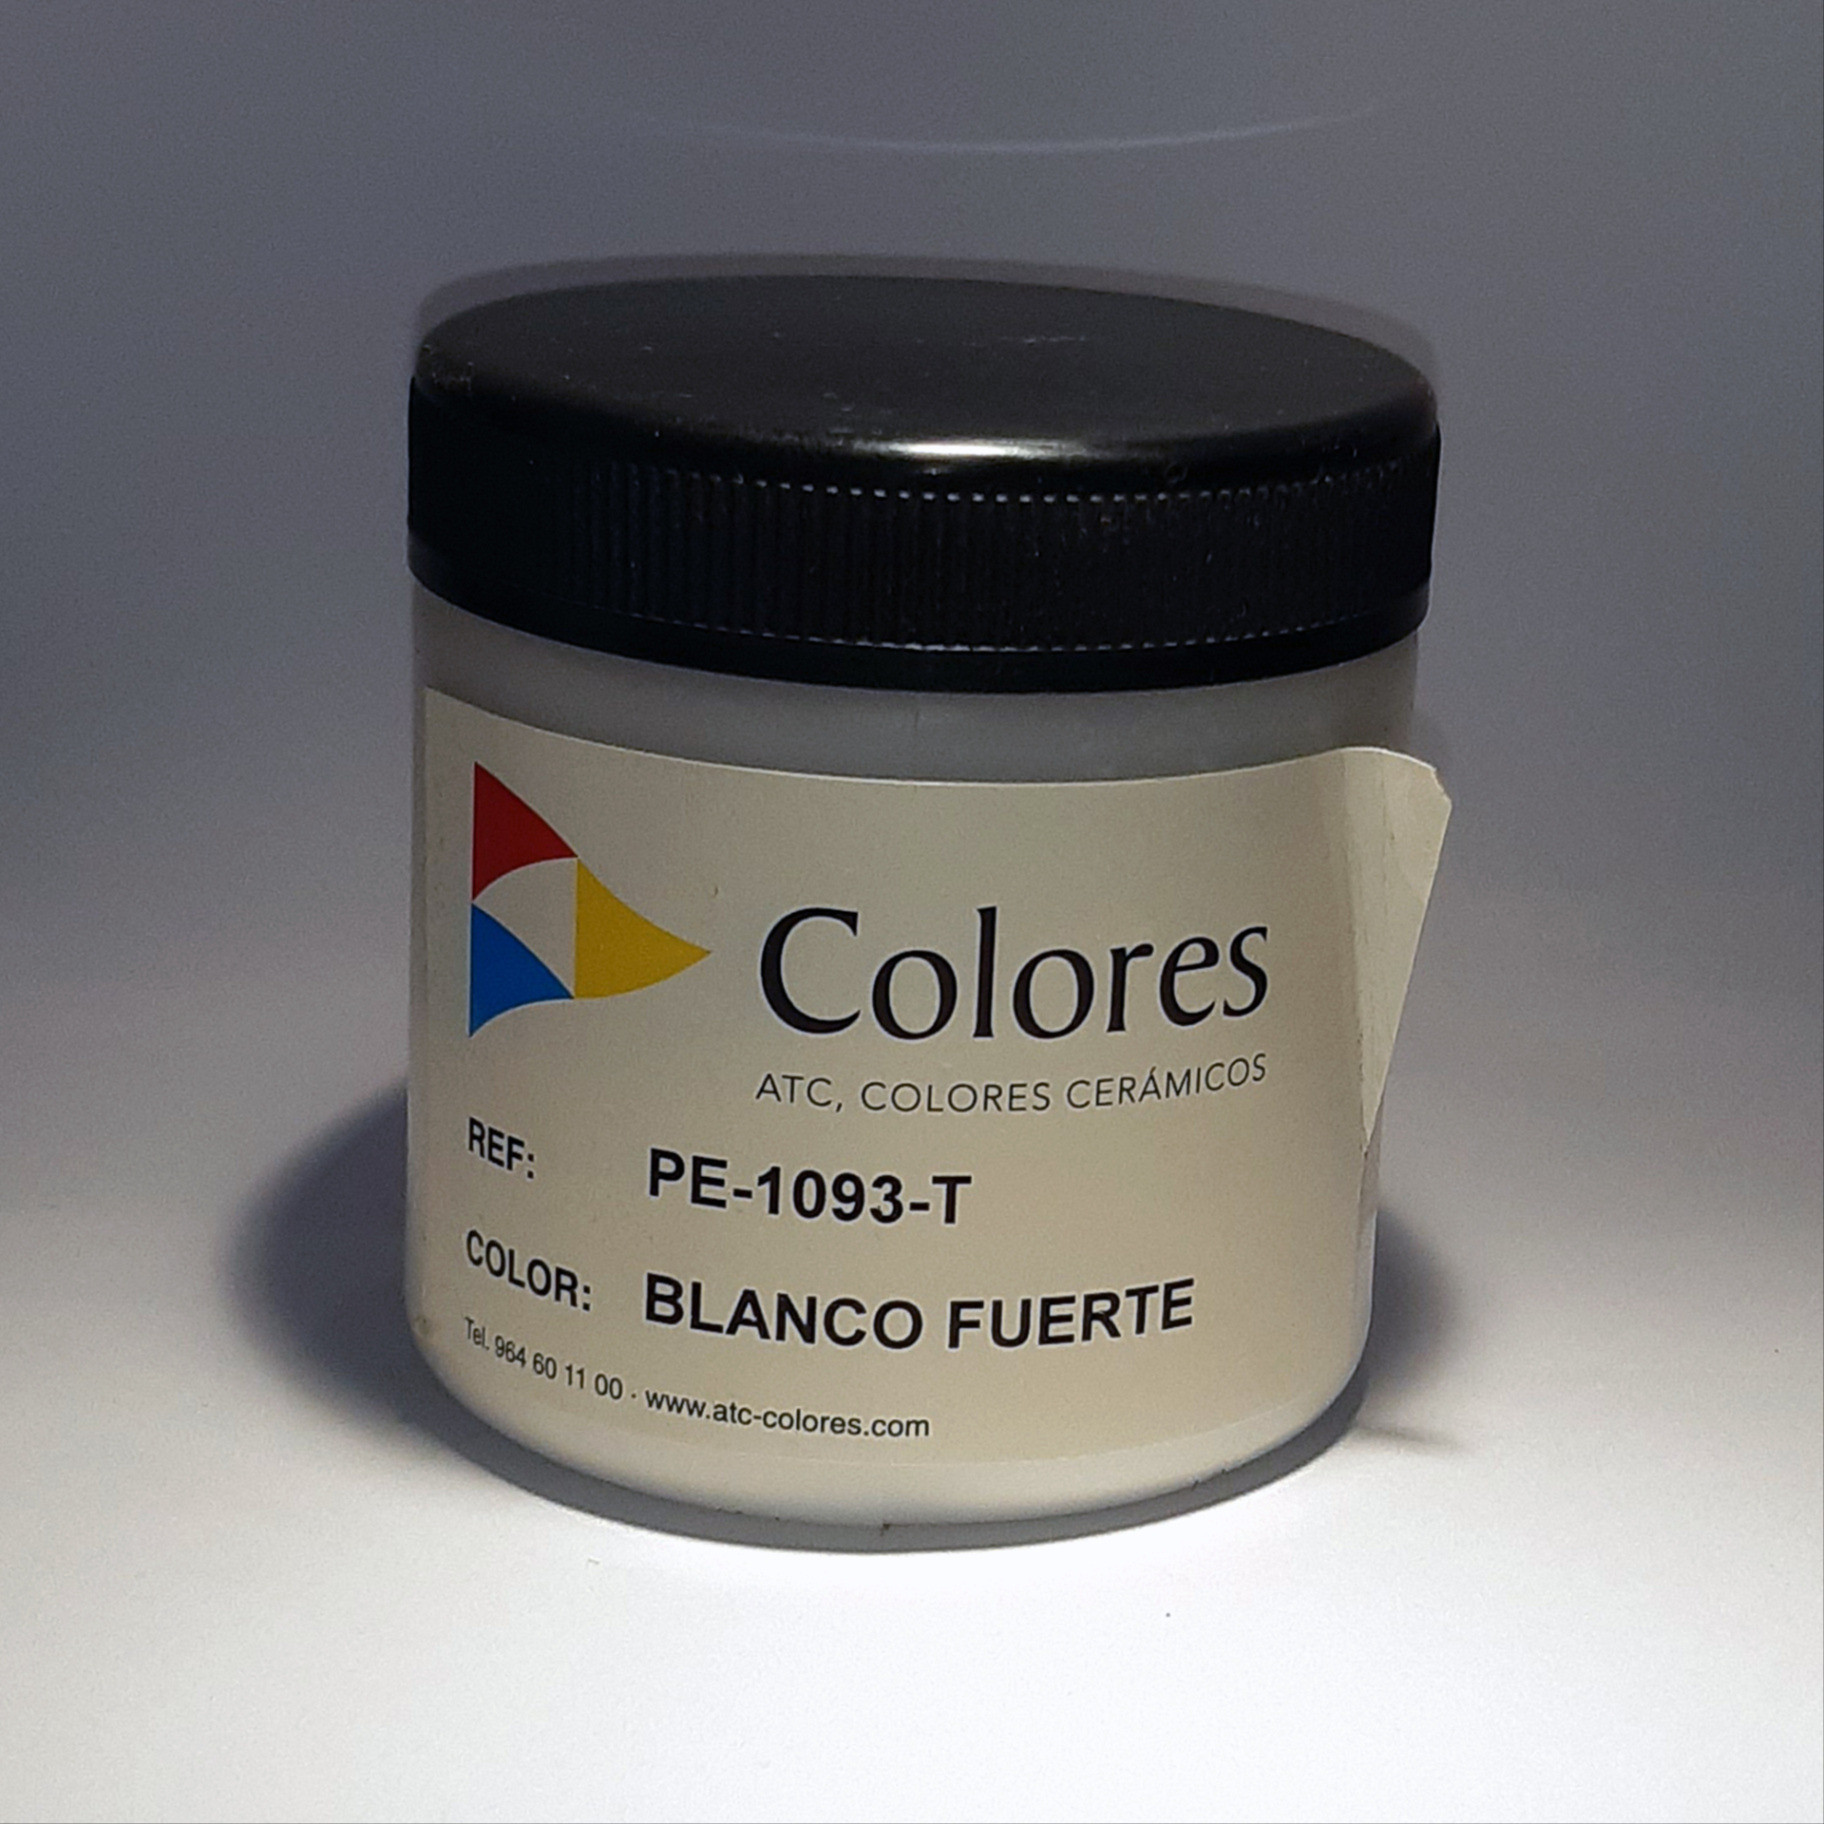 Colores
ATC, COLORES CERÁMICOS
REF: PE-1093-T
COLOR: BLANCO FUERTE
Tel. 964 60 11 00 · www.atc-colores.com